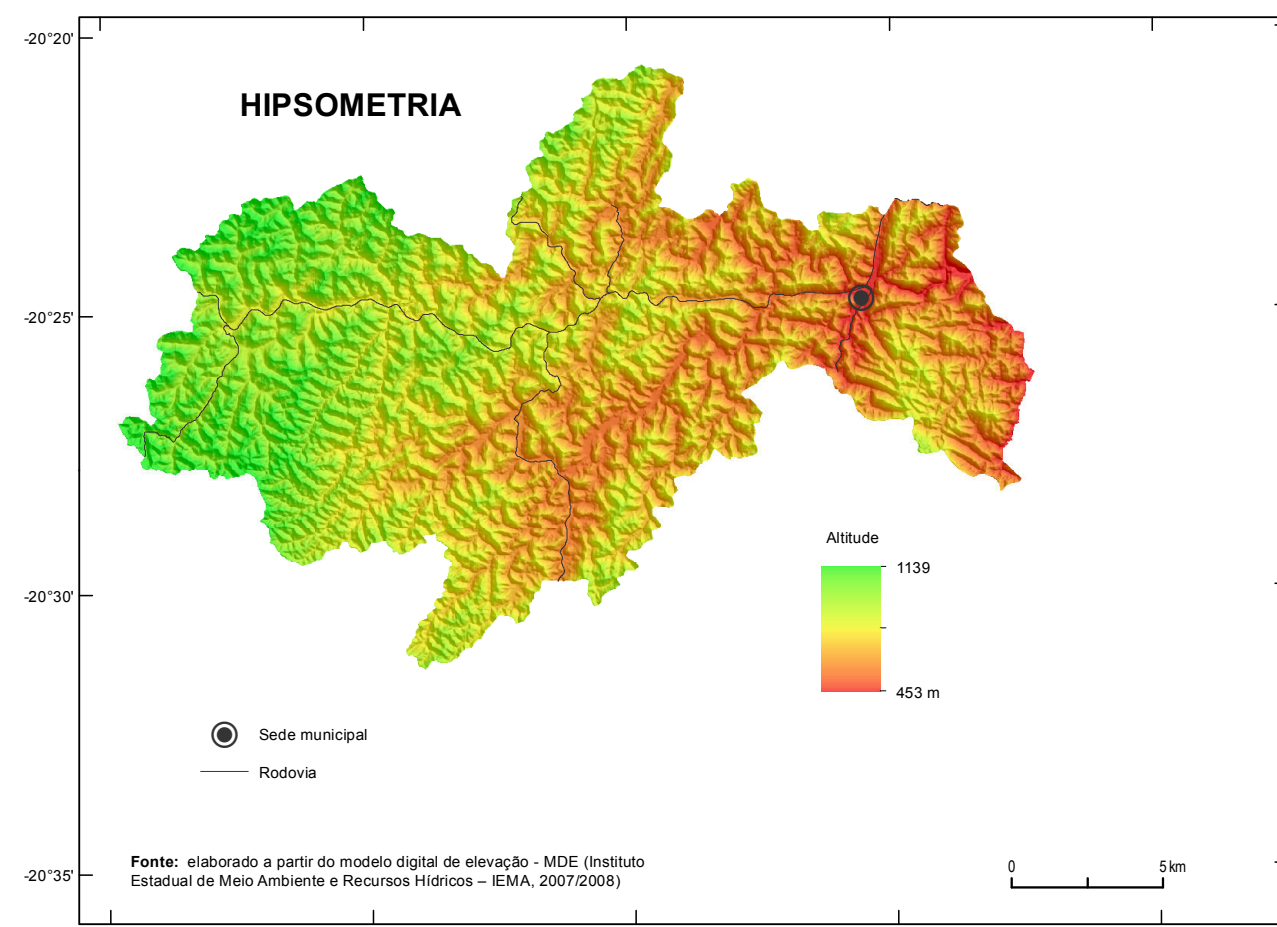 -20°20'
HIPSOMETRIA
-20°25'
Altitude
1139
-20°30'
453 m
Sede municipal
Rodovia
Fonte: elaborado a partir do modelo digital de elevação - MDE (Instituto
Estadual de Meio Ambiente e Recursos Hídricos – IEMA, 2007/2008)
0 5 km
-20°35'